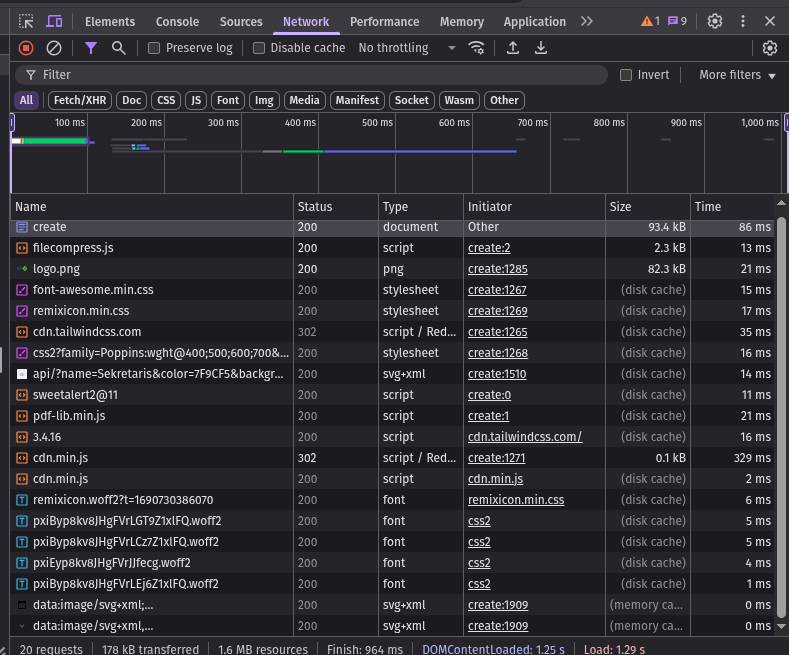 Elements Console Sources Network Performance Memory Application 1 9
Preserve log Disable cache No throttling
Filter Invert More filters
All Fetch/XHR Doc CSS JS Font Img Media Manifest Socket Wasm Other
100 ms 200 ms 300 ms 400 ms 500 ms 600 ms 700 ms 800 ms 900 ms 1,000 ms
Name Status Type Initiator Size Time
create 200 document Other 93.4 kB 86 ms
filecompress.js 200 script create:2 2.3 kB 13 ms
logo.png 200 png create:1285 82.3 kB 21 ms
font-awesome.min.css 200 stylesheet create:1267 (disk cache) 15 ms
remixicon.min.css 200 stylesheet create:1269 (disk cache) 17 ms
cdn.tailwindcss.com 302 script / Red... create:1265 (disk cache) 35 ms
css2?family=Poppins:wght@400;500;600;700&... 200 stylesheet create:1268 (disk cache) 16 ms
api/?name=Sekretaris&color=7F9CF5&backgr... 200 svg+xml create:1510 (disk cache) 14 ms
sweetalert2@11 200 script create:0 (disk cache) 11 ms
pdf-lib.min.js 200 script create:1 (disk cache) 21 ms
3.4.16 200 script cdn.tailwindcss.com/ (disk cache) 16 ms
cdn.min.js 302 script / Red... create:1271 0.1 kB 329 ms
cdn.min.js 200 script cdn.min.js (disk cache) 2 ms
remixicon.woff2?t=1690730386070 200 font remixicon.min.css (disk cache) 6 ms
pxiByp8kv8JHgFVrLGT9Z1xlFQ.woff2 200 font css2 (disk cache) 5 ms
pxiByp8kv8JHgFVrLCz7Z1xlFQ.woff2 200 font css2 (disk cache) 5 ms
pxiEyp8kv8JHgFVrJJfecg.woff2 200 font css2 (disk cache) 4 ms
pxiByp8kv8JHgFVrLEj6Z1xlFQ.woff2 200 font css2 (disk cache) 1 ms
data:image/svg+xml;... 200 svg+xml create:1909 (memory ca... 0 ms
data:image/svg+xml,... 200 svg+xml create:1909 (memory ca... 0 ms
20 requests 178 kB transferred 1.6 MB resources Finish: 964 ms DOMContentLoaded: 1.25 s Load: 1.29 s